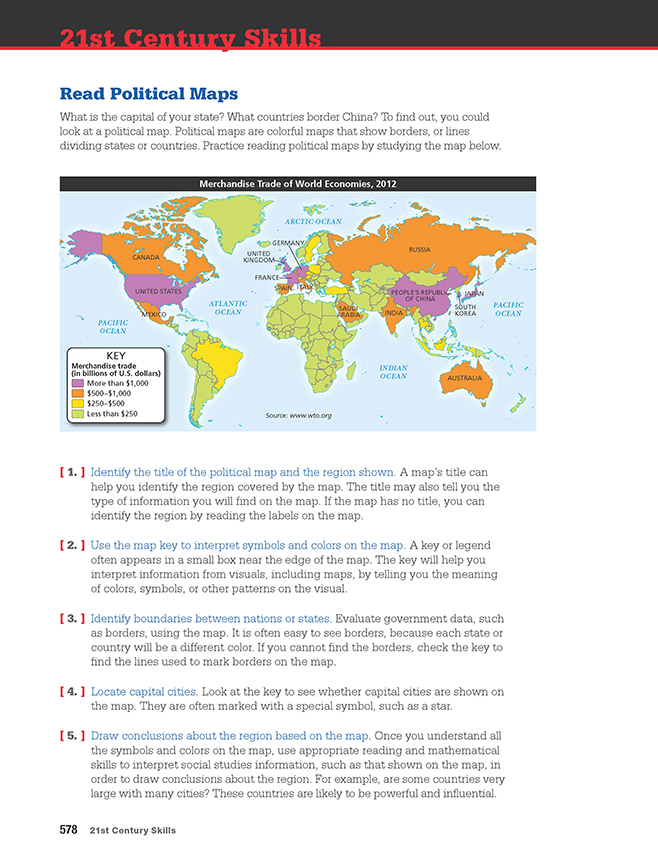 21st Century Skills
Read Political Maps
What is the capital of your state? What countries border China? To find out, you could
look at a political map. Political maps are colorful maps that show borders, or lines
dividing states or countries. Practice reading political maps by studying the map below.
Merchandise Trade of World Economies, 2012
ARCTIC OCEAN
GERMANY
RUSSIA
UNITED
KINGDOM
CANADA
FRANCE
SPAIN
ITALY
UNITED STATES
PEOPLE'S REPUBLIC
OF CHINA
JAPAN
ATLANTIC
OCEAN
SAUDI
ARABIA
INDIA
SOUTH
KOREA
PACIFIC
OCEAN
MEXICO
PACIFIC
OCEAN
KEY
Merchandise trade
(in billions of U.S. dollars)
More than $1,000
$500–$1,000
$250–$500
Less than $250
INDIAN
OCEAN
AUSTRALIA
Source: www.wto.org
[ 1. ] Identify the title of the political map and the region shown. A map's title can
help you identify the region covered by the map. The title may also tell you the
type of information you will find on the map. If the map has no title, you can
identify the region by reading the labels on the map.
[ 2. ] Use the map key to interpret symbols and colors on the map. A key or legend
often appears in a small box near the edge of the map. The key will help you
interpret information from visuals, including maps, by telling you the meaning
of colors, symbols, or other patterns on the visual.
[ 3. ] Identify boundaries between nations or states. Evaluate government data, such
as borders, using the map. It is often easy to see borders, because each state or
country will be a different color. If you cannot find the borders, check the key to
find the lines used to mark borders on the map.
[ 4. ] Locate capital cities. Look at the key to see whether capital cities are shown on
the map. They are often marked with a special symbol, such as a star.
[ 5. ] Draw conclusions about the region based on the map. Once you understand all
the symbols and colors on the map, use appropriate reading and mathematical
skills to interpret social studies information, such as that shown on the map, in
order to draw conclusions about the region. For example, are some countries very
large with many cities? These countries are likely to be powerful and influential.
578 21st Century Skills